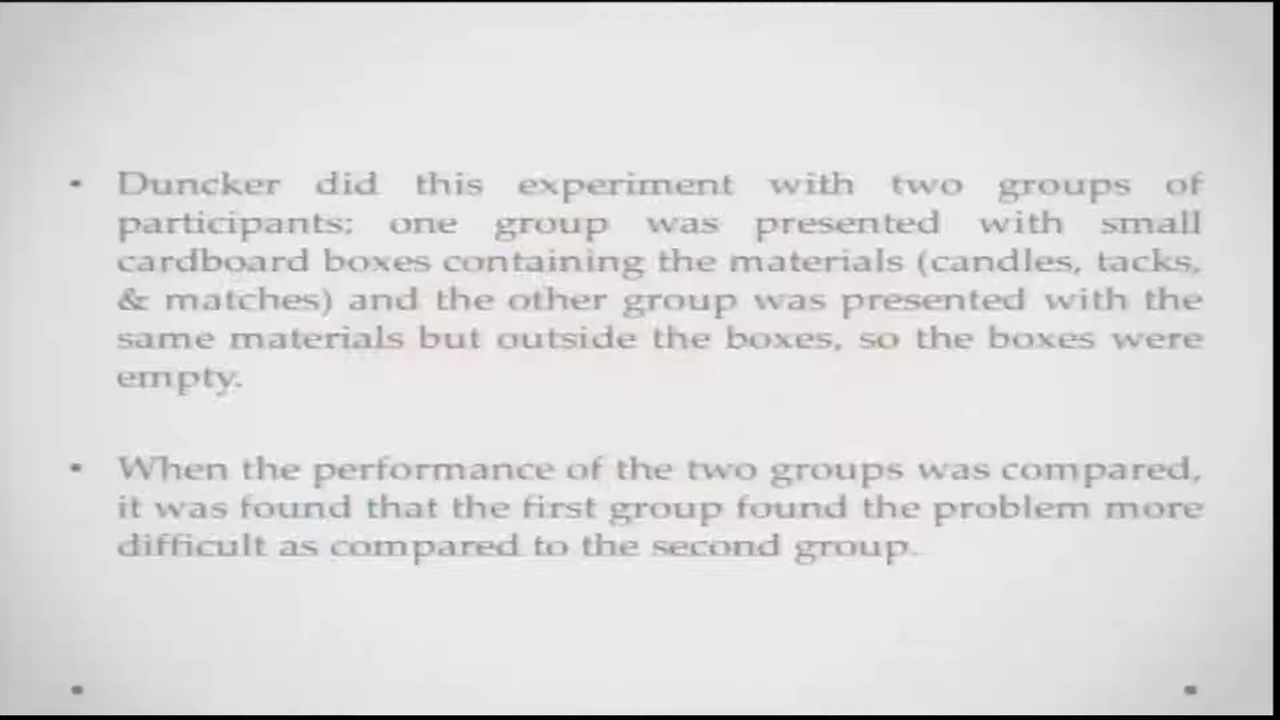 • Duncker did this experiment with two groups of
participants; one group was presented with small
cardboard boxes containing the materials (candles, tacks,
& matches) and the other group was presented with the
same materials but outside the boxes, so the boxes were
empty.
• When the performance of the two groups was compared,
it was found that the first group found the problem more
difficult as compared to the second group.